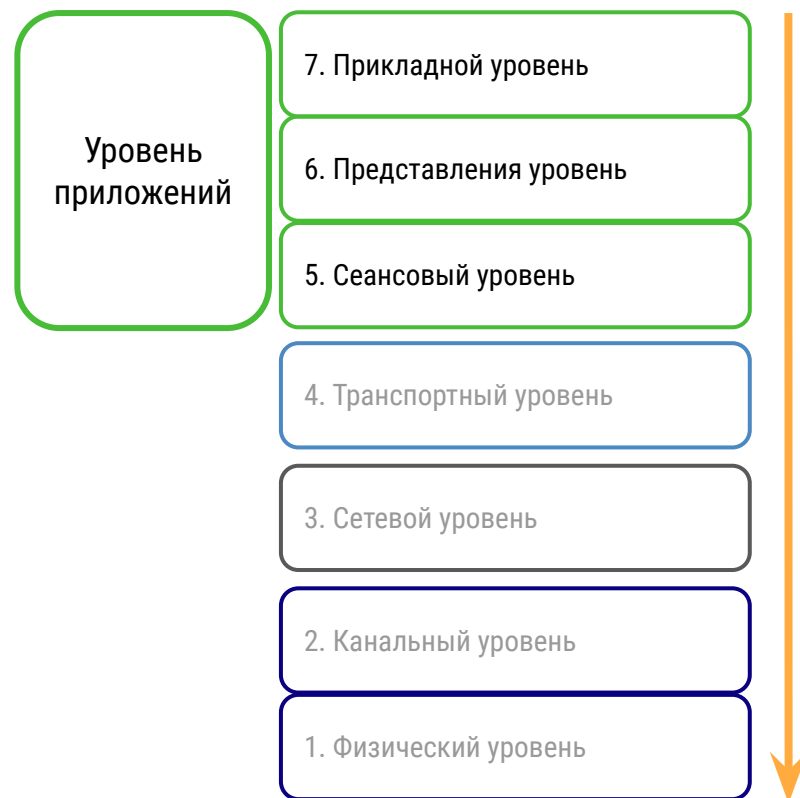 Уровень
приложений
7. Прикладной уровень
6. Представления уровень
5. Сеансовый уровень
4. Транспортный уровень
3. Сетевой уровень
2. Канальный уровень
1. Физический уровень